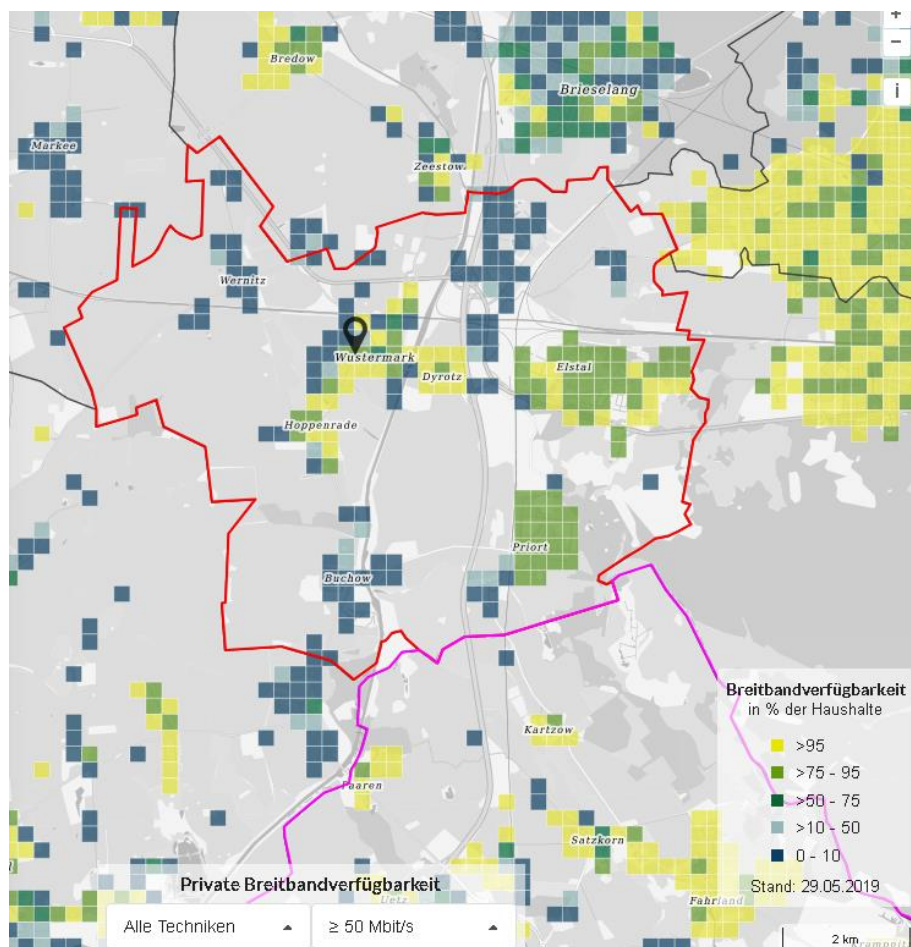 +
−
i
Bredow
Brieselang
Markee
Zeestow
Wernitz
Wustermark
Dyrotz
Elstal
Hoppenrade
Priort
Buchow
Kartzow
Paaren
Satzkorn
Uetz
Fahrland
Breitbandverfügbarkeit
in % der Haushalte
>95
>75 - 95
>50 - 75
>10 - 50
0 - 10
Stand: 29.05.2019
Private Breitbandverfügbarkeit
Alle Techniken
≥ 50 Mbit/s
2 km